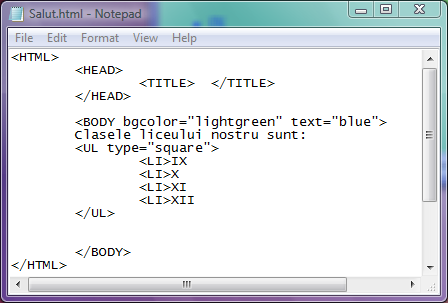 Salut.html - Notepad
File Edit Format View Help
<HTML>
<HEAD>
<TITLE> </TITLE>
</HEAD>
<BODY bgcolor="lightgreen" text="blue">
Clasele liceului nostru sunt:
<UL type="square">
<LI>IX
<LI>X
<LI>XI
<LI>XII
</UL>
</BODY>
</HTML>